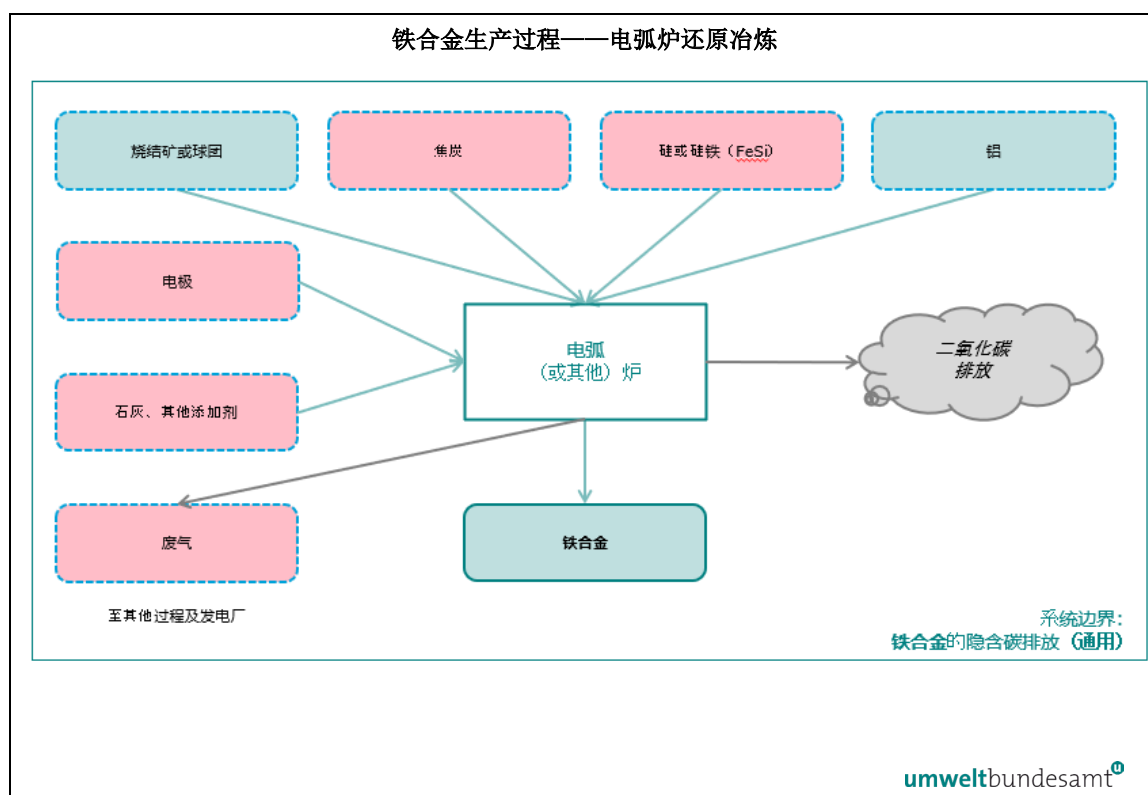 铁合金生产过程——电弧炉还原冶炼
烧结矿或球团
焦炭
硅或硅铁（FeSi）
铝
电极
石灰、其他添加剂
电弧
（或其他）炉
二氧化碳
排放
废气
铁合金
至其他过程及发电厂
系统边界：
铁合金的隐含碳排放（通用）
umweltbundesamt
u